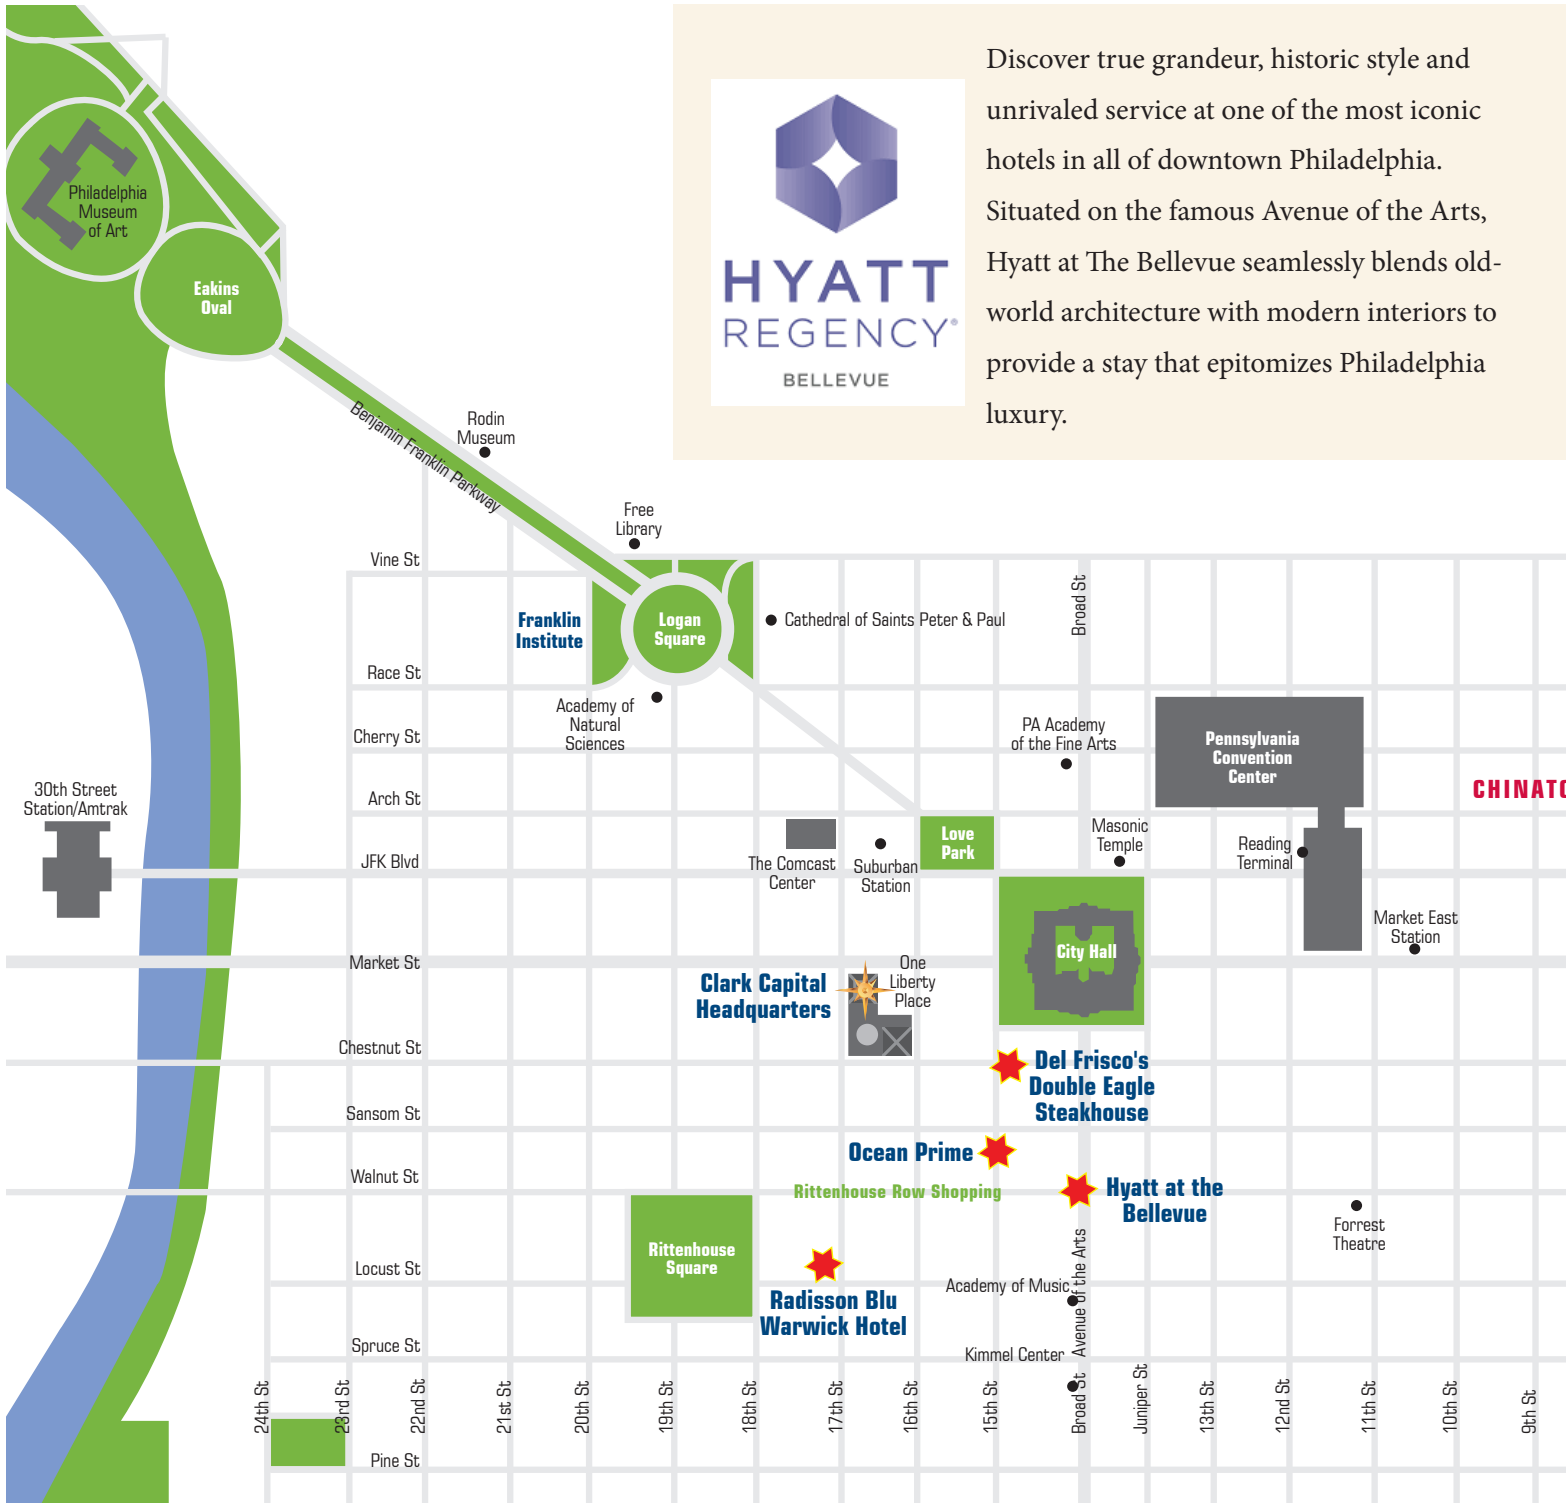 Discover true grandeur, historic style and
unrivaled service at one of the most iconic
hotels in all of downtown Philadelphia.
Situated on the famous Avenue of the Arts,
Hyatt at The Bellevue seamlessly blends old-
world architecture with modern interiors to
provide a stay that epitomizes Philadelphia
luxury.
HYATT
REGENCY®
BELLEVUE
Philadelphia
Museum
of Art
Eakins
Oval
Benjamin Franklin Parkway
Rodin
Museum
Free
Library
Vine St
Broad St
Franklin
Institute
Logan
Square
Cathedral of Saints Peter & Paul
Race St
Academy of
Natural
Sciences
Cherry St
PA Academy
of the Fine Arts
Pennsylvania
Convention
Center
CHINATO
30th Street
Station/Amtrak
Arch St
Love
Park
Masonic
Temple
Reading
Terminal
JFK Blvd
The Comcast
Center
Suburban
Station
Market East
Station
City Hall
Market St
One
Liberty
Place
Clark Capital
Headquarters
Chestnut St
Del Frisco's
Double Eagle
Steakhouse
Sansom St
Ocean Prime
Walnut St
Rittenhouse Row Shopping
Hyatt at the
Bellevue
Forrest
Theatre
Rittenhouse
Square
Locust St
Avenue of the Arts
Academy of Music
Radisson Blu
Warwick Hotel
Spruce St
Kimmel Center
24th St
23rd St
22nd St
21st St
20th St
19th St
18th St
17th St
16th St
15th St
Broad St
Juniper St
13th St
12nd St
11th St
10th St
9th St
Pine St